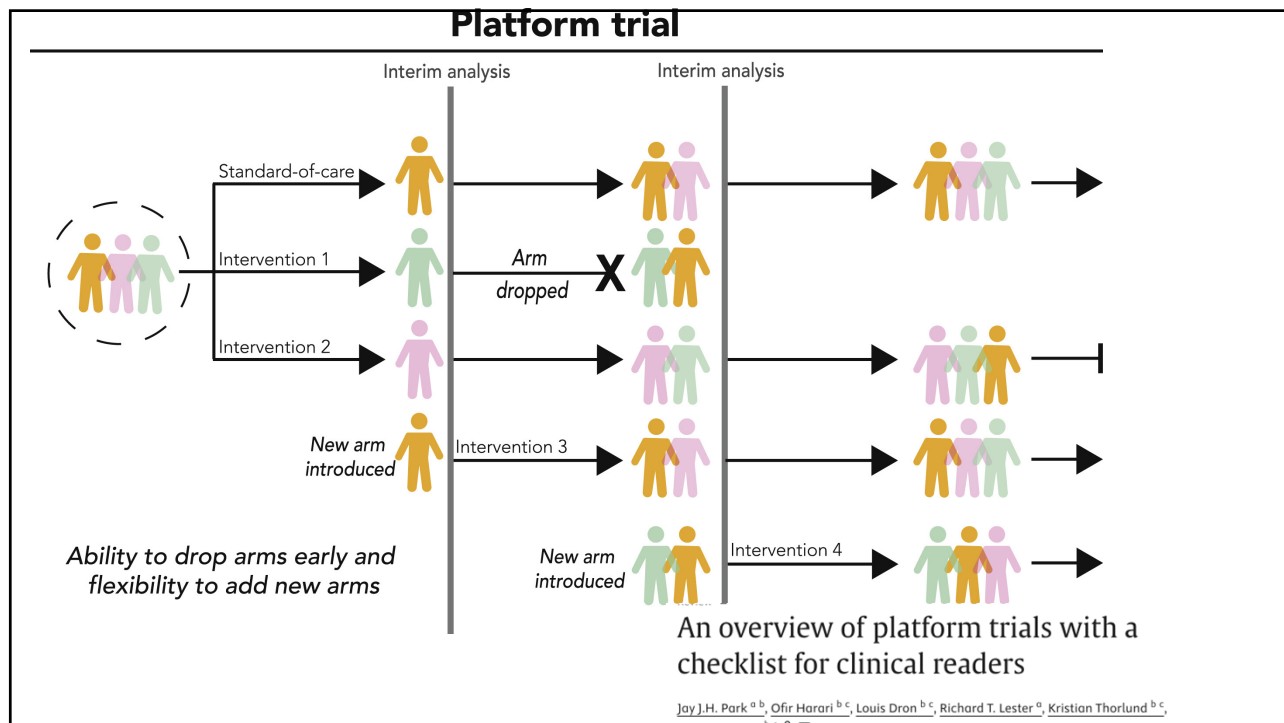 Platform trial
Interim analysis
Interim analysis
Standard-of-care
Intervention 1
Arm
dropped
X
Intervention 2
New arm
introduced
Intervention 3
New arm
introduced
Intervention 4
Ability to drop arms early and
flexibility to add new arms
An overview of platform trials with a
checklist for clinical readers
Jay J.H. Park a b, Ofir Harari b c, Louis Dron b c, Richard T. Lester a, Kristian Thorlund b c,